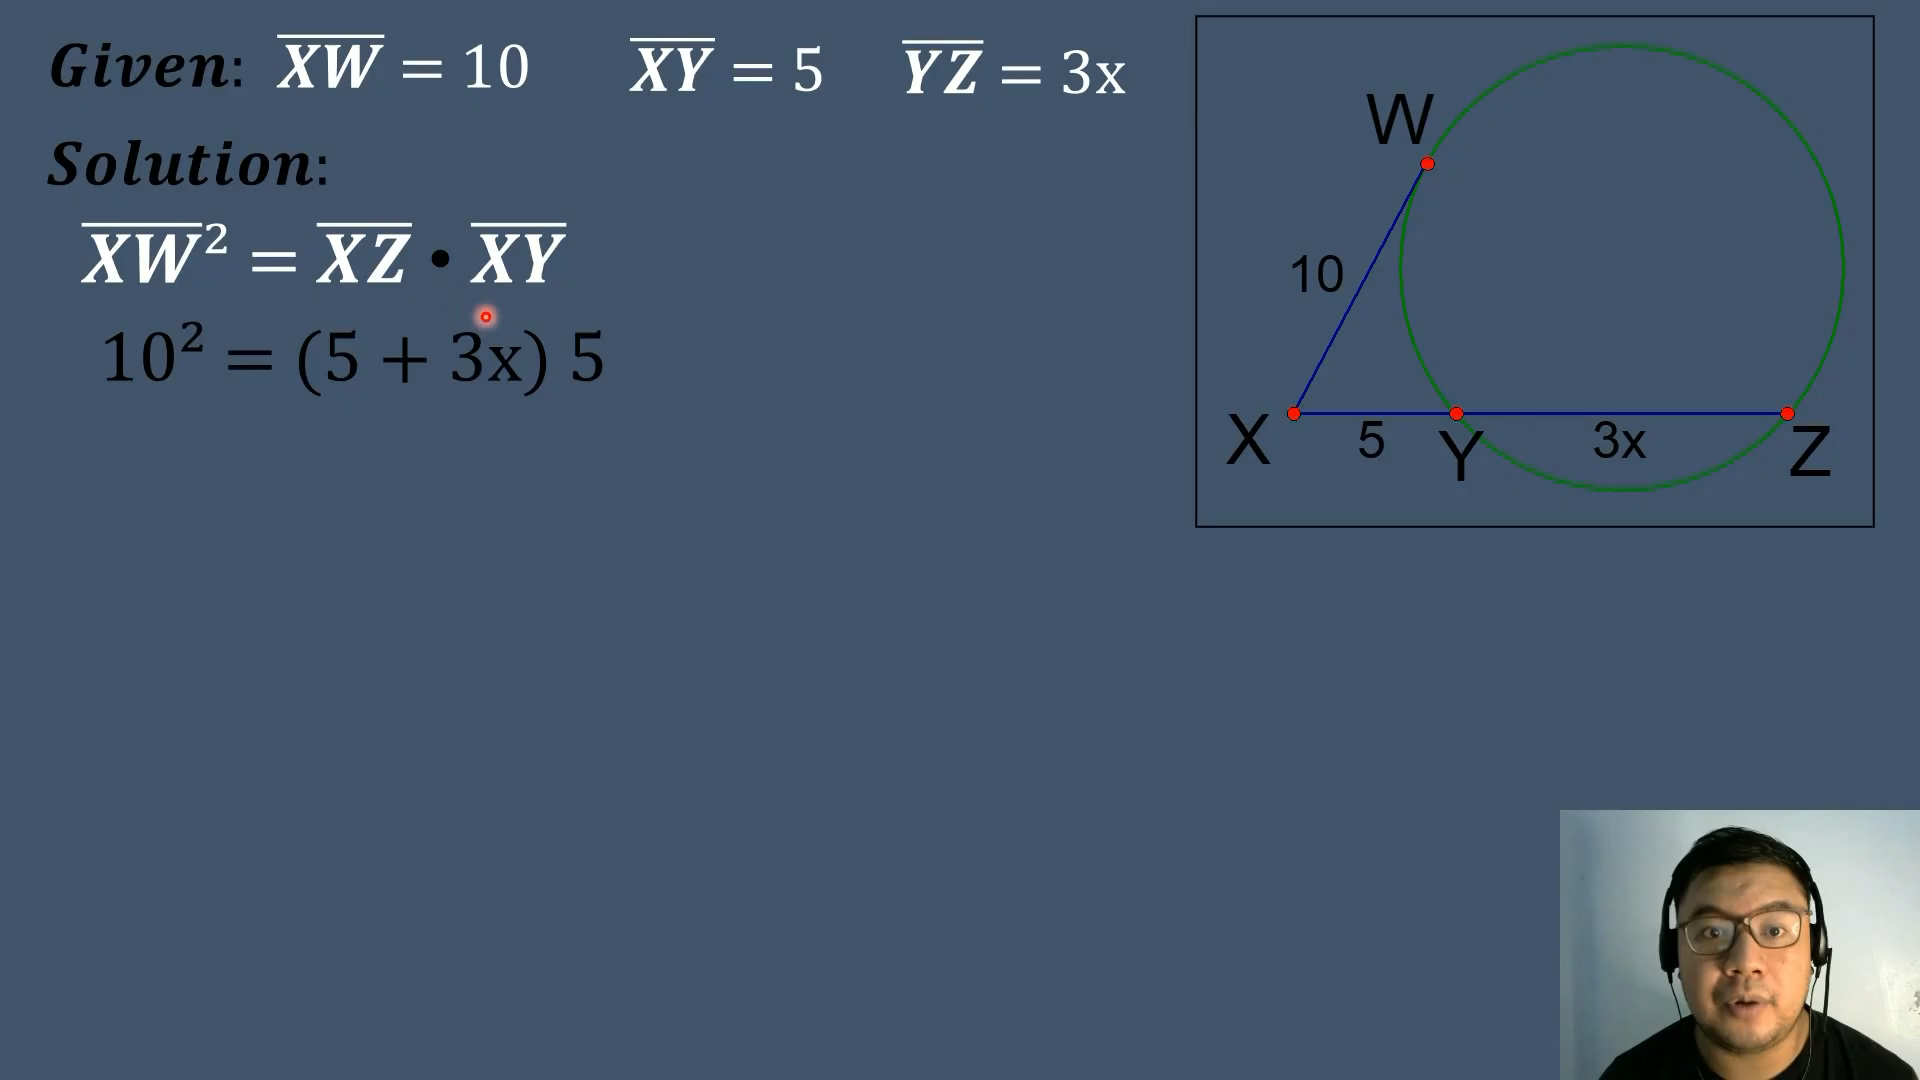 Given: XW = 10 XY = 5 YZ = 3x
Solution:
XW² = XZ • XY
10² = (5 + 3x) 5
W
10
X 5 Y 3x Z